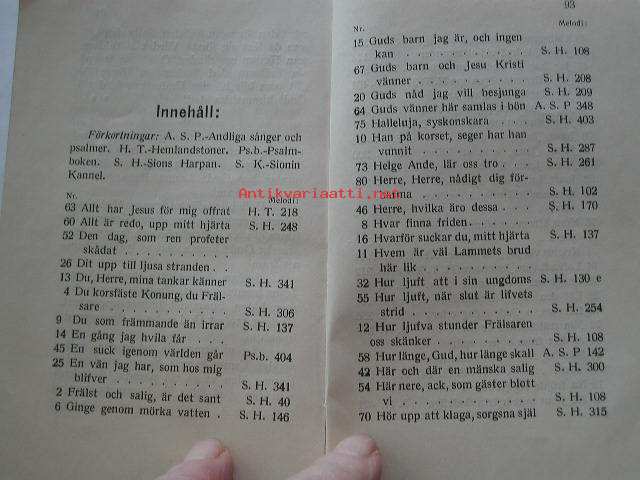 Innehåll:
Förkortningar: A. S. P.-Andliga sånger och
psalmer. H. T.-Hemlandstoner. Ps.b.-Psalm-
boken. S. H.-Sions Harpan. S. K.-Sionin
Kannel.
Nr. Melodi:
63 Allt har Jesus för mig offrat H. T. 218
60 Allt är redo, upp mitt hjärta S. H. 248
52 Den dag, som ren profeter
skådat . . . . . . . . . .
26 Dit upp till ljusa stranden . .
13 Du, Herre, mina tankar känner S. H. 341
4 Du korsfäste Konung, du Fräl-
sare . . . . . . . . . . S. H. 306
9 Du som främmande än irrar S. H. 137
14 En gång jag hvila får . . .
45 En suck igenom världen går Ps.b. 404
25 En vän jag har, som hos mig
blifver . . . . . . . . . S. H. 341
2 Frälst och salig, är det sant S. H. 40
6 Ginge genom mörka vatten . S. H. 146
93
Nr. Melodi:
15 Guds barn jag är, och ingen
kan . . . . . . . . . . S. H. 108
67 Guds barn och Jesu Kristi
vänner . . . . . . . . . S. H. 208
20 Guds nåd jag vill besjunga S. H. 209
64 Guds vänner här samlas i bön A. S. P 348
75 Halleluja, syskonskara . . . S. H. 403
10 Han på korset, seger har han
vunnit . . . . . . . . . S. H. 287
73 Helge Ande, lär oss tro . . . S. H. 261
80 Herre, Herre, nådigt dig för-
barma . . . . . . . . . S. H. 102
46 Herre, hvilka äro dessa . . . S. H. 170
8 Hvar finna friden . . . . .
16 Hvarför suckar du, mitt hjärta S. H. 137
11 Hvem är väl Lammets brud
här lik . . . . . . . . .
32 Hur ljuft att i sin ungdoms S. H. 130 e
55 Hur ljuft, när slut är lifvets
strid . . . . . . . . . . S. H. 254
12 Hur ljufva stunder Frälsaren
oss skänker . . . . . . . S. H. 108
58 Hur länge, Gud, hur länge skall A. S. P 142
42 Här och där en mänska salig S. H. 300
54 Här nere, ack, som gäster blott
vi . . . . . . . . . . . S. H. 108
70 Hör upp att klaga, sorgsna själ S. H. 315
Antikvariaatti.net